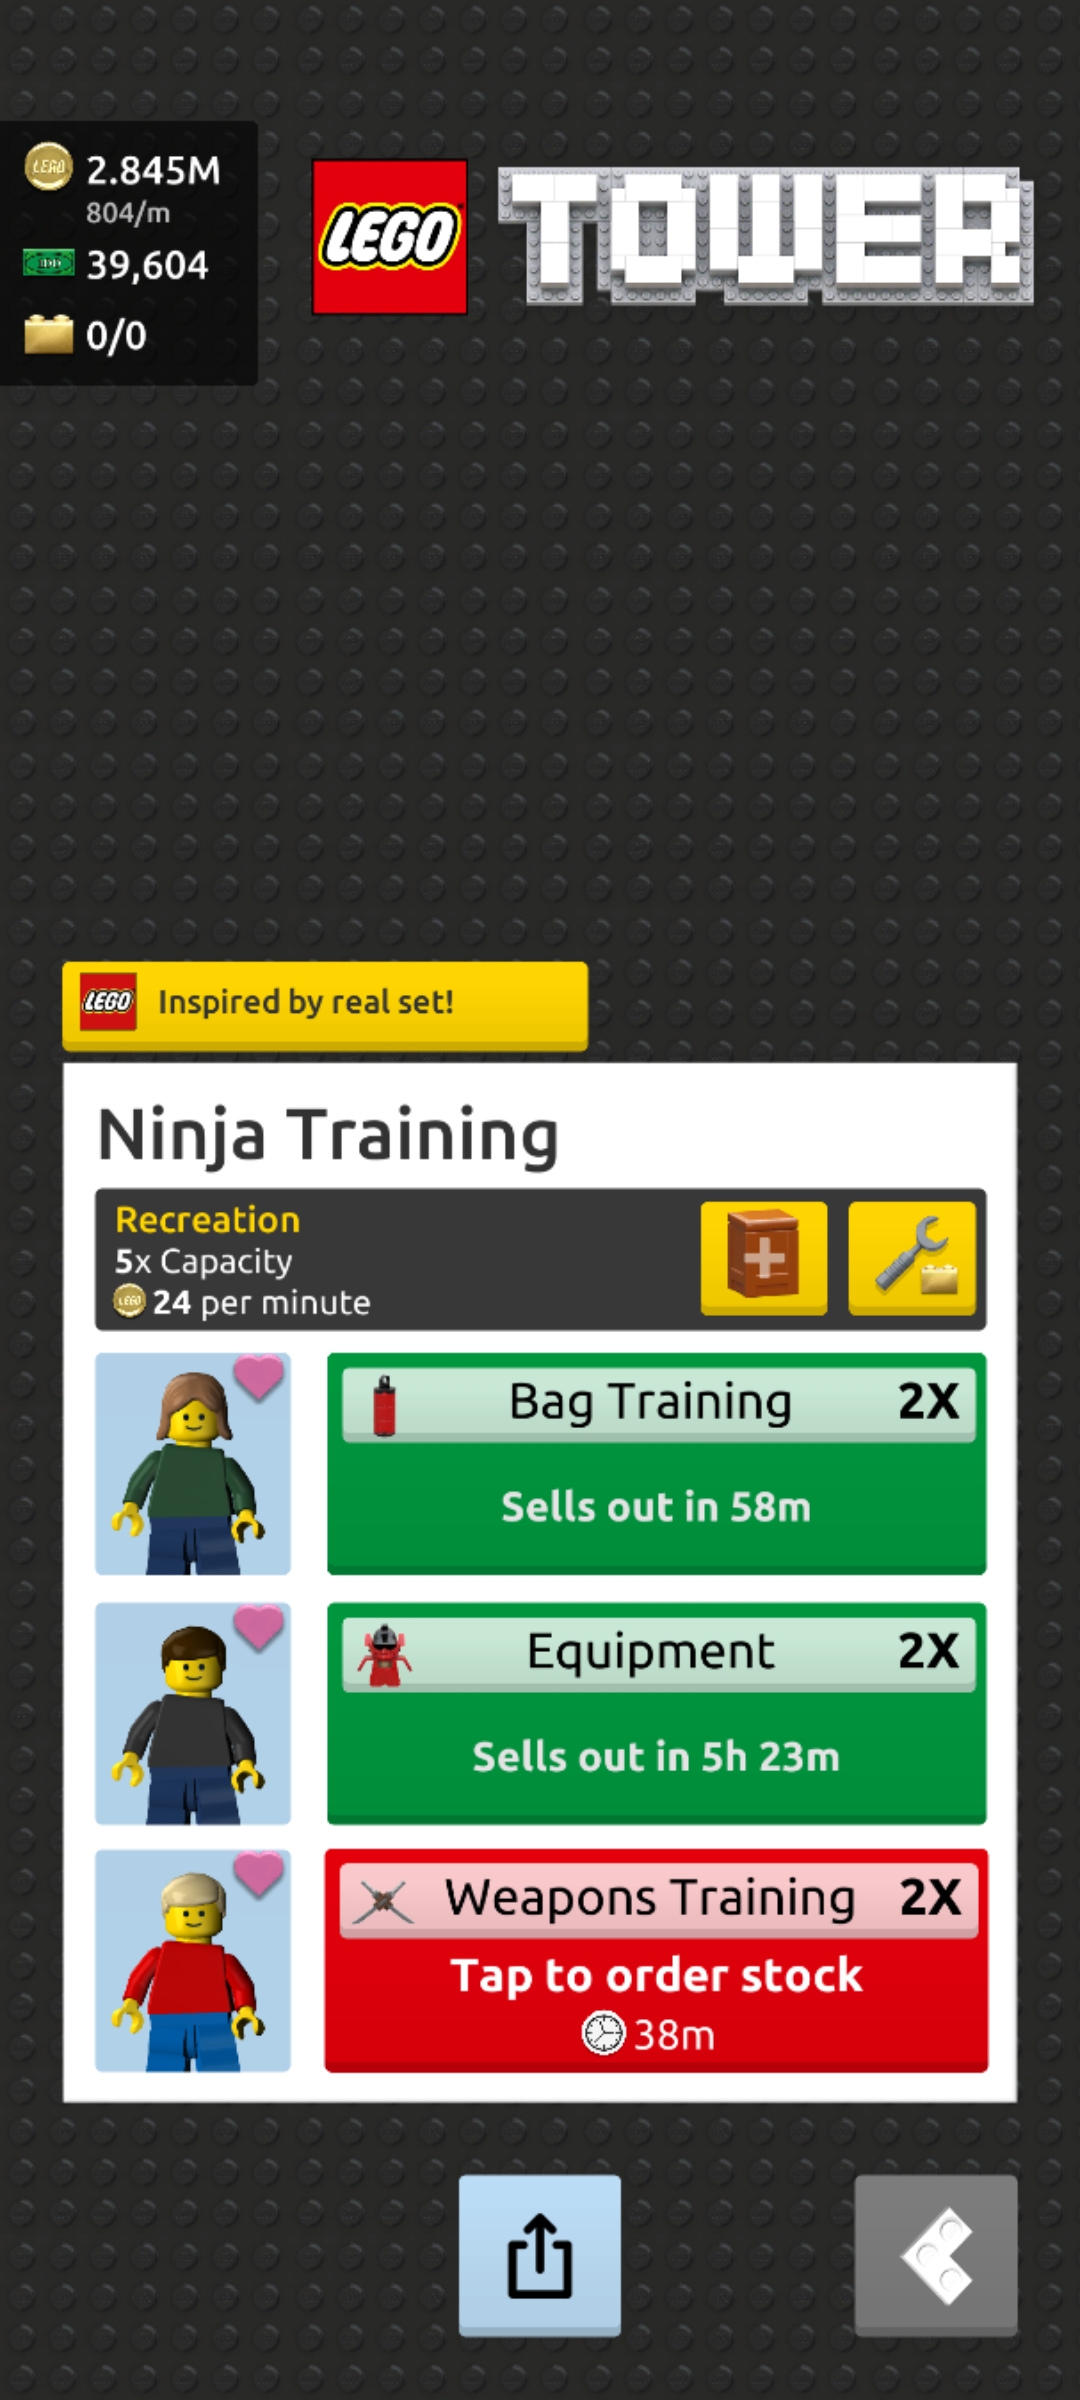 2.845M
804/m
39,604
0/0
LEGO TOWER
LEGO Inspired by real set!
Ninja Training
Recreation
5x Capacity
24 per minute
Bag Training 2X
Sells out in 58m
Equipment 2X
Sells out in 5h 23m
Weapons Training 2X
Tap to order stock
38m